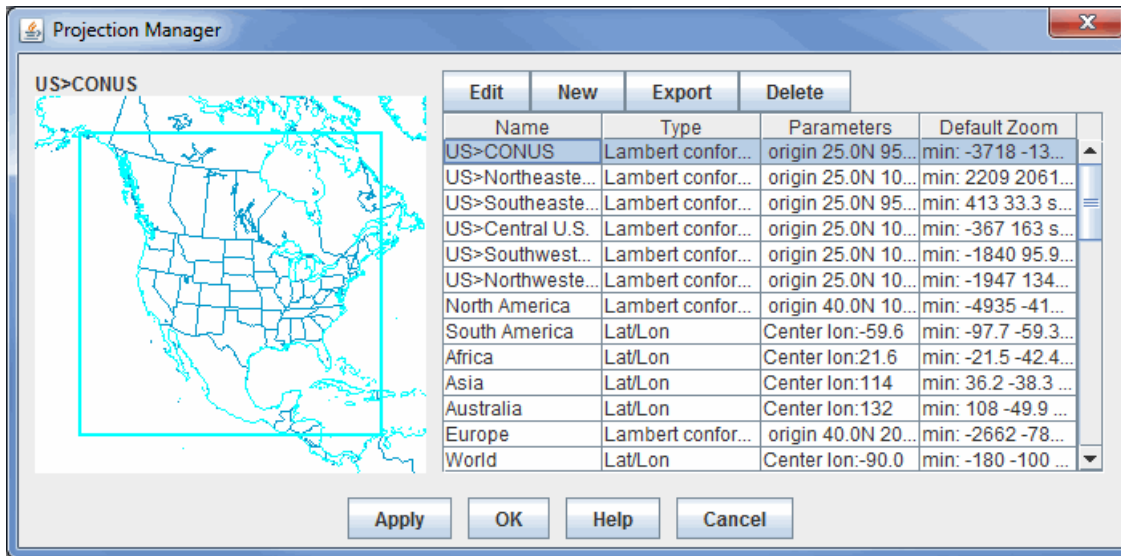 Projection Manager
US>CONUS
Edit New Export Delete
Name Type Parameters Default Zoom
US>CONUS Lambert confor... origin 25.0N 95... min: -3718 -13...
US>Northeaste... Lambert confor... origin 25.0N 10... min: 2209 2061...
US>Southeaste... Lambert confor... origin 25.0N 95... min: 413 33.3 s...
US>Central U.S. Lambert confor... origin 25.0N 10... min: -367 163 s...
US>Southwest... Lambert confor... origin 25.0N 10... min: -1840 95.9...
US>Northweste... Lambert confor... origin 25.0N 10... min: -1947 134...
North America Lambert confor... origin 40.0N 10... min: -4935 -41...
South America Lat/Lon Center lon:-59.6 min: -97.7 -59.3...
Africa Lat/Lon Center lon:21.6 min: -21.5 -42.4...
Asia Lat/Lon Center lon:114 min: 36.2 -38.3 ...
Australia Lat/Lon Center lon:132 min: 108 -49.9 ...
Europe Lambert confor... origin 40.0N 20... min: -2662 -78...
World Lat/Lon Center lon:-90.0 min: -180 -100 ...
Apply OK Help Cancel